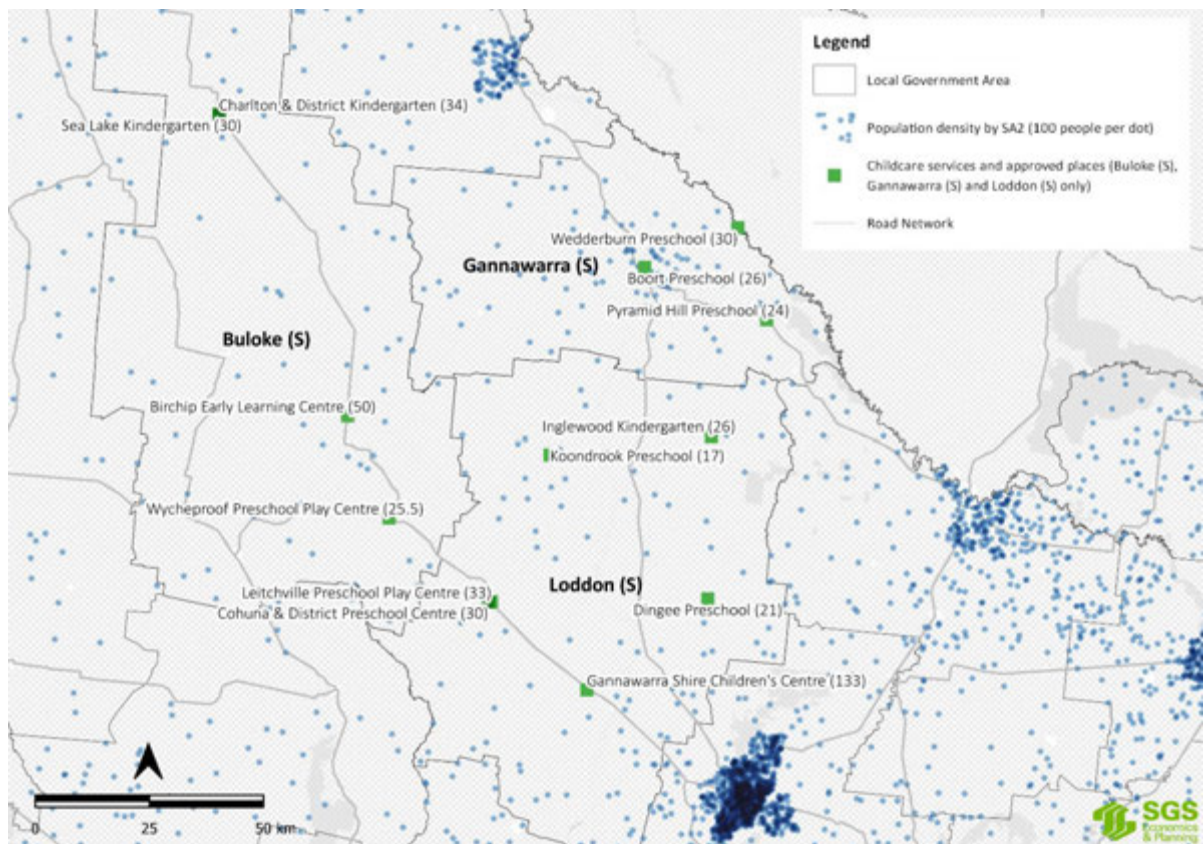 Legend
Local Government Area
Population density by SA2 (100 people per dot)
Childcare services and approved places (Buloke (S),
Gannawarra (S) and Loddon (S) only)
Road Network
Charlton & District Kindergarten (34)
Sea Lake Kindergarten (30)
Wedderburn Preschool (30)
Gannawarra (S)
Boort Preschool (26)
Pyramid Hill Preschool (24)
Buloke (S)
Birchip Early Learning Centre (50)
Inglewood Kindergarten (26)
Koondrook Preschool (17)
Wycheproof Preschool Play Centre (25.5)
Loddon (S)
Leitchville Preschool Play Centre (33)
Cohuna & District Preschool Centre (30)
Dingee Preschool (21)
Gannawarra Shire Children's Centre (133)
0 25 50 km
SGS
Economics
& Planning